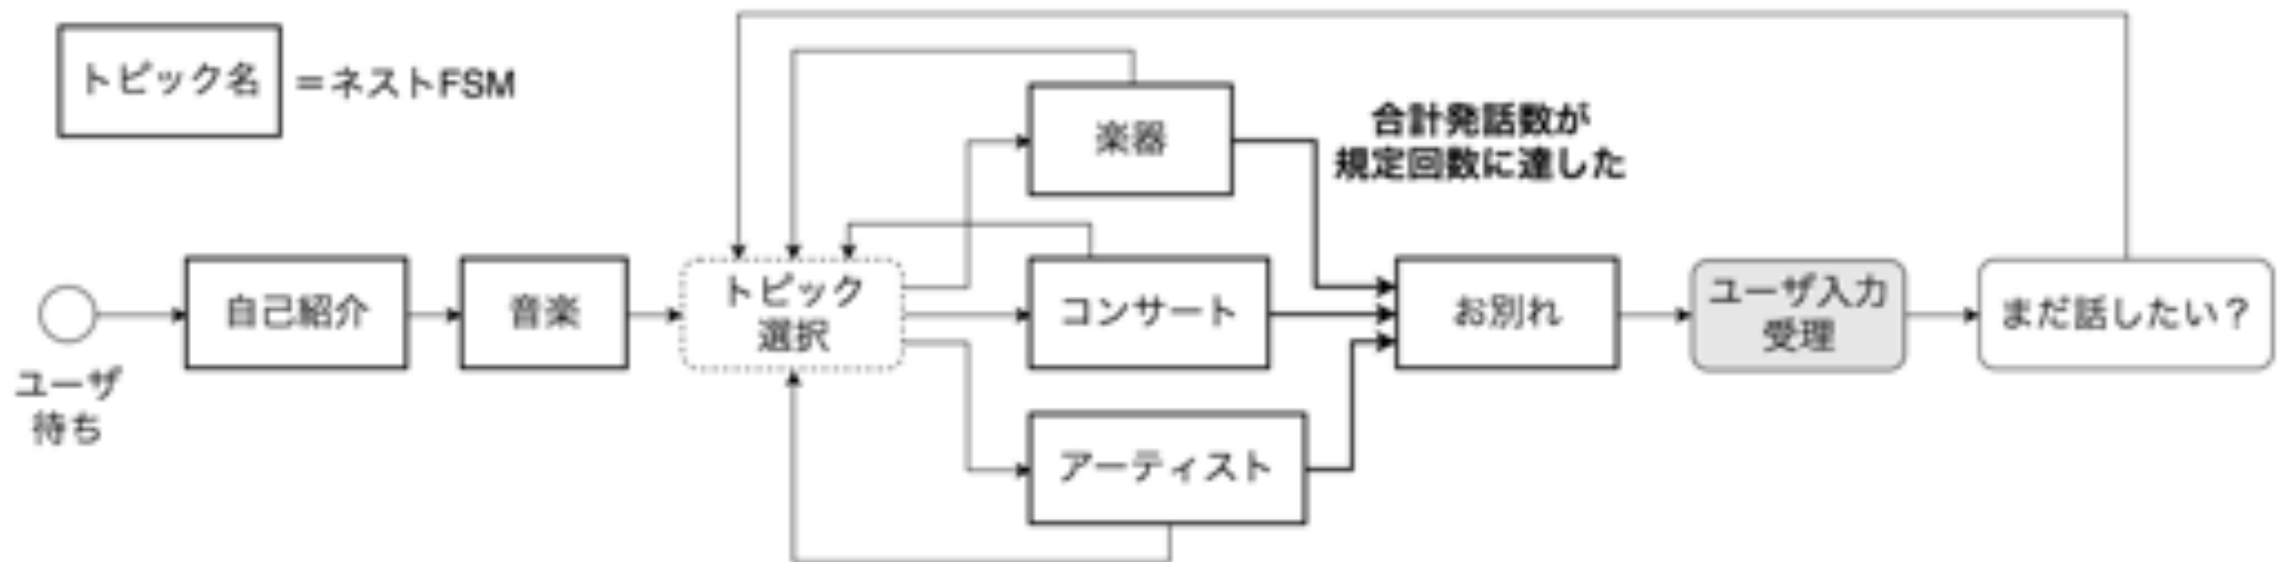 トピック名 =ネストFSM
楽器
合計発話数が
規定回数に達した
ユーザ
待ち
自己紹介
音楽
トピック
選択
コンサート
アーティスト
お別れ
ユーザ入力
受理
まだ話したい？